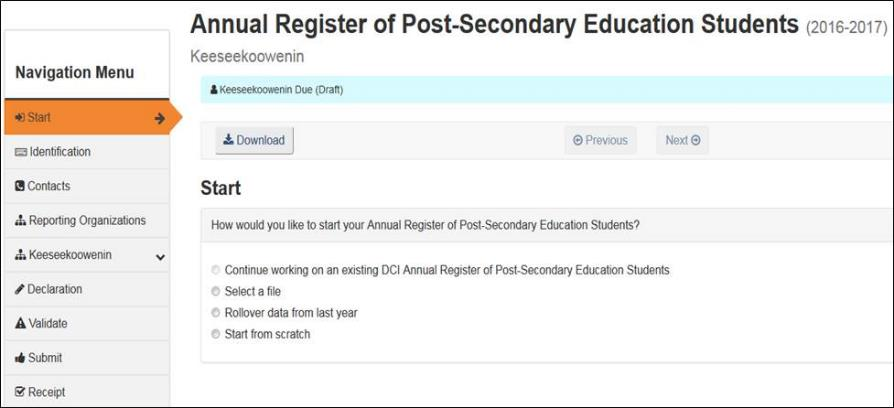 Annual Register of Post-Secondary Education Students (2016-2017)
Keeseekoowenin
Navigation Menu
Start
Identification
Contacts
Reporting Organizations
Keeseekoowenin
Declaration
Validate
Submit
Receipt
Keeseekoowenin Due (Draft)
Download
Previous
Next
Start
How would you like to start your Annual Register of Post-Secondary Education Students?
Continue working on an existing DCI Annual Register of Post-Secondary Education Students
Select a file
Rollover data from last year
Start from scratch